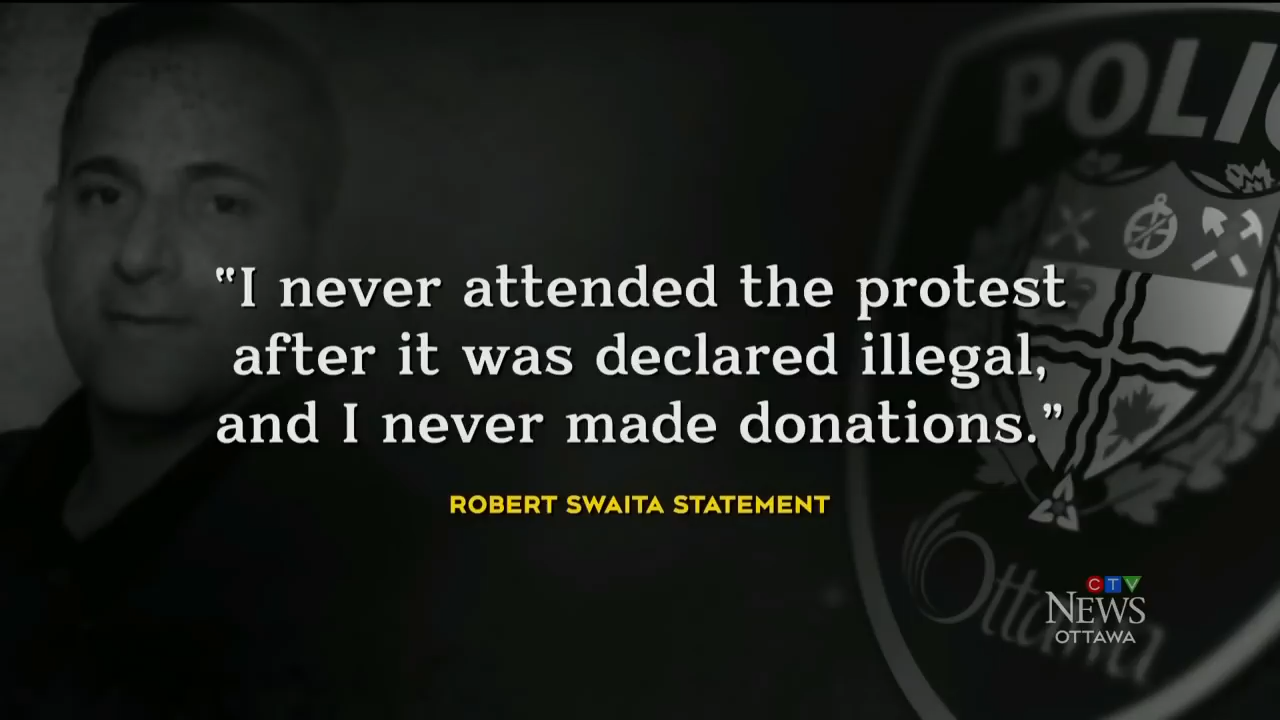 POLI
“I never attended the protest
after it was declared illegal,
and I never made donations.”
ROBERT SWAITA STATEMENT
Ottawa
CTV
NEWS
OTTAWA